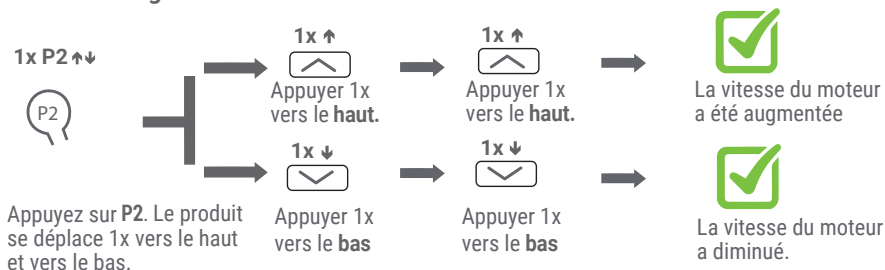 1x P2
P2
Appuyez sur P2. Le produit
se déplace 1x vers le haut
et vers le bas.
1x
Appuyer 1x
vers le haut.
1x
Appuyer 1x
vers le haut.
La vitesse du moteur
a été augmentée
1x
Appuyer 1x
vers le bas
1x
Appuyer 1x
vers le bas
La vitesse du moteur
a diminué.